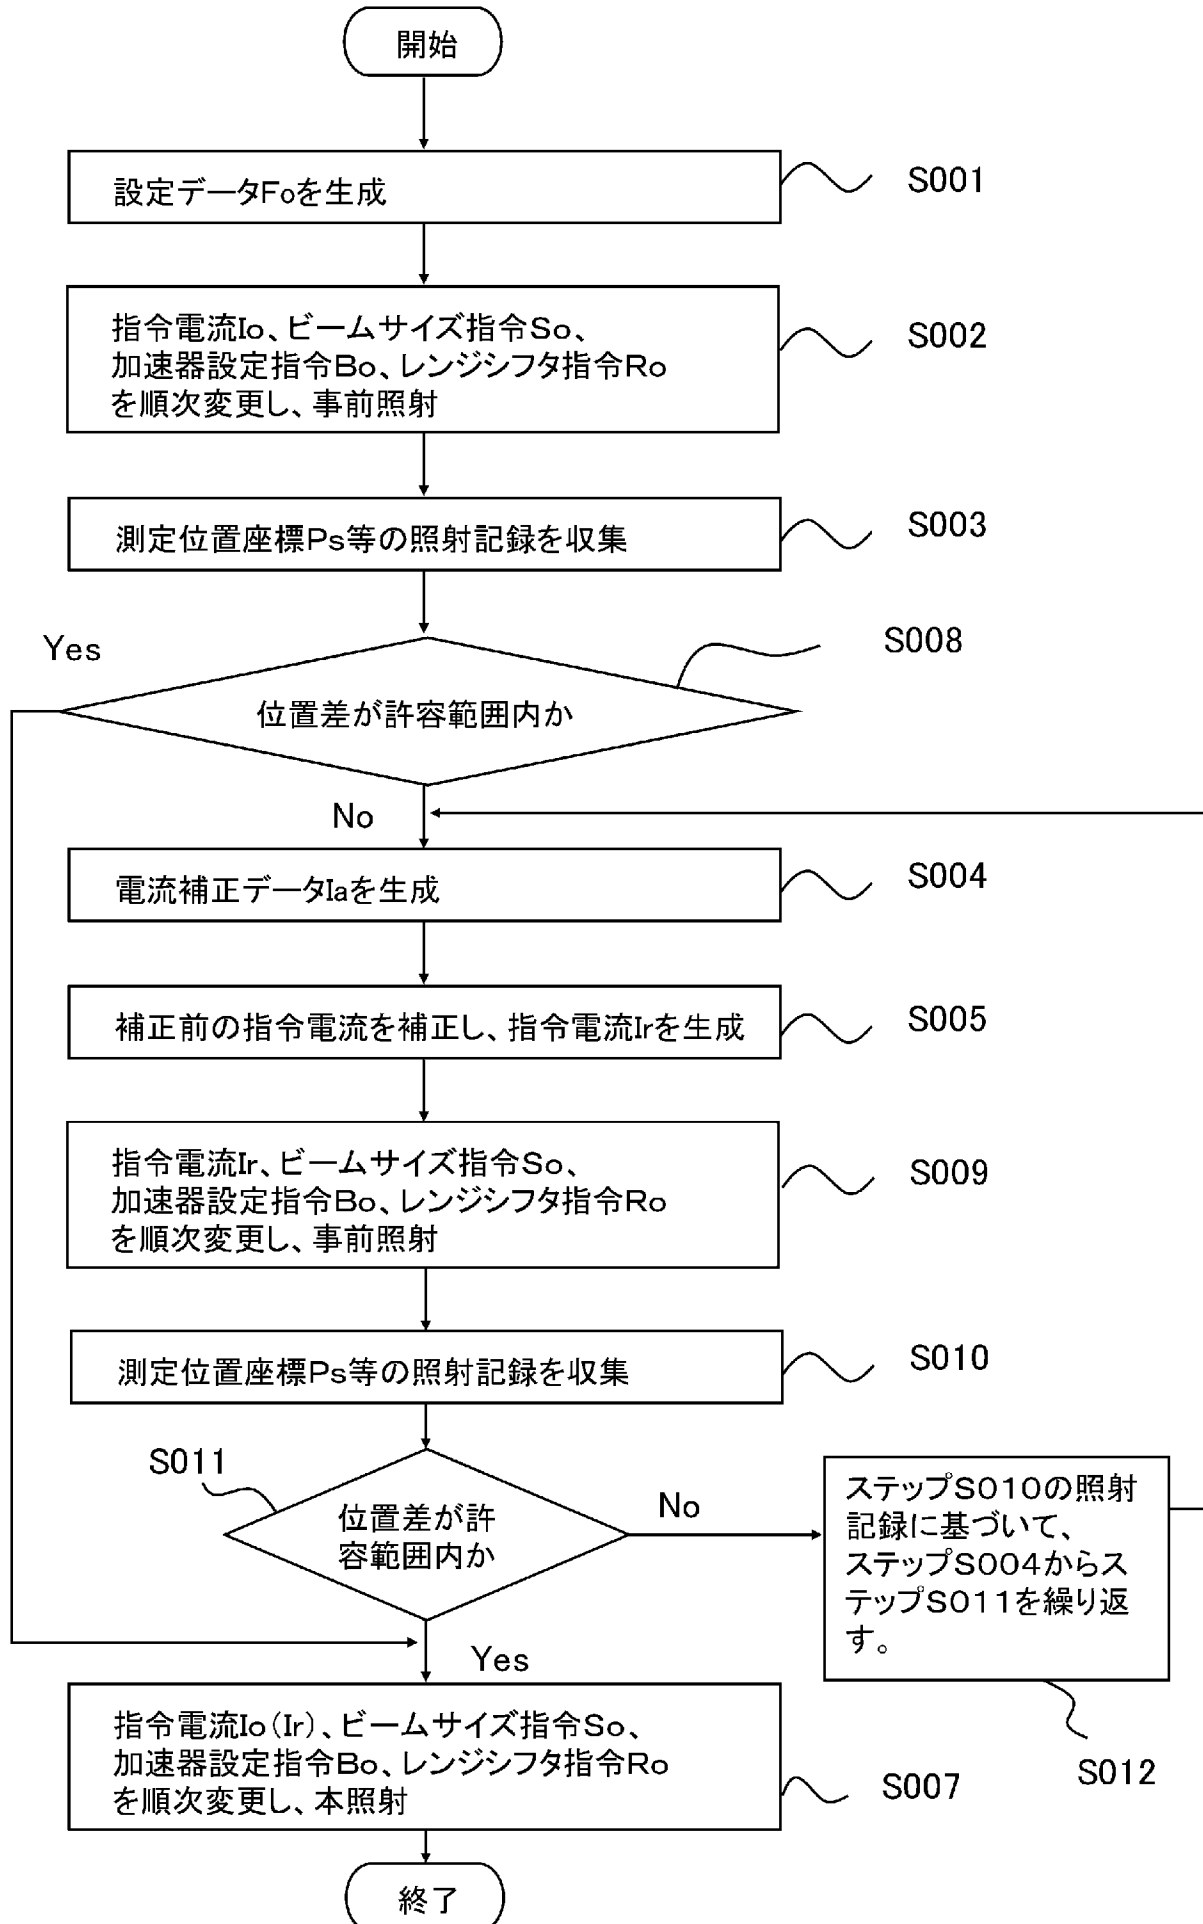 開始
設定データFoを生成
S001
指令電流Io、ビームサイズ指令So、
加速器設定指令Bo、レンジシフタ指令Ro
を順次変更し、事前照射
S002
測定位置座標Ps等の照射記録を収集
S003
Yes
位置差が許容範囲内か
S008
No
電流補正データIaを生成
S004
補正前の指令電流を補正し、指令電流Irを生成
S005
指令電流Ir、ビームサイズ指令So、
加速器設定指令Bo、レンジシフタ指令Ro
を順次変更し、事前照射
S009
測定位置座標Ps等の照射記録を収集
S010
S011
位置差が許
容範囲内か
No
ステップS010の照射
記録に基づいて、
ステップS004からス
テップS011を繰り返
す。
S012
Yes
指令電流Io(Ir)、ビームサイズ指令So、
加速器設定指令Bo、レンジシフタ指令Ro
を順次変更し、本照射
S007
終了